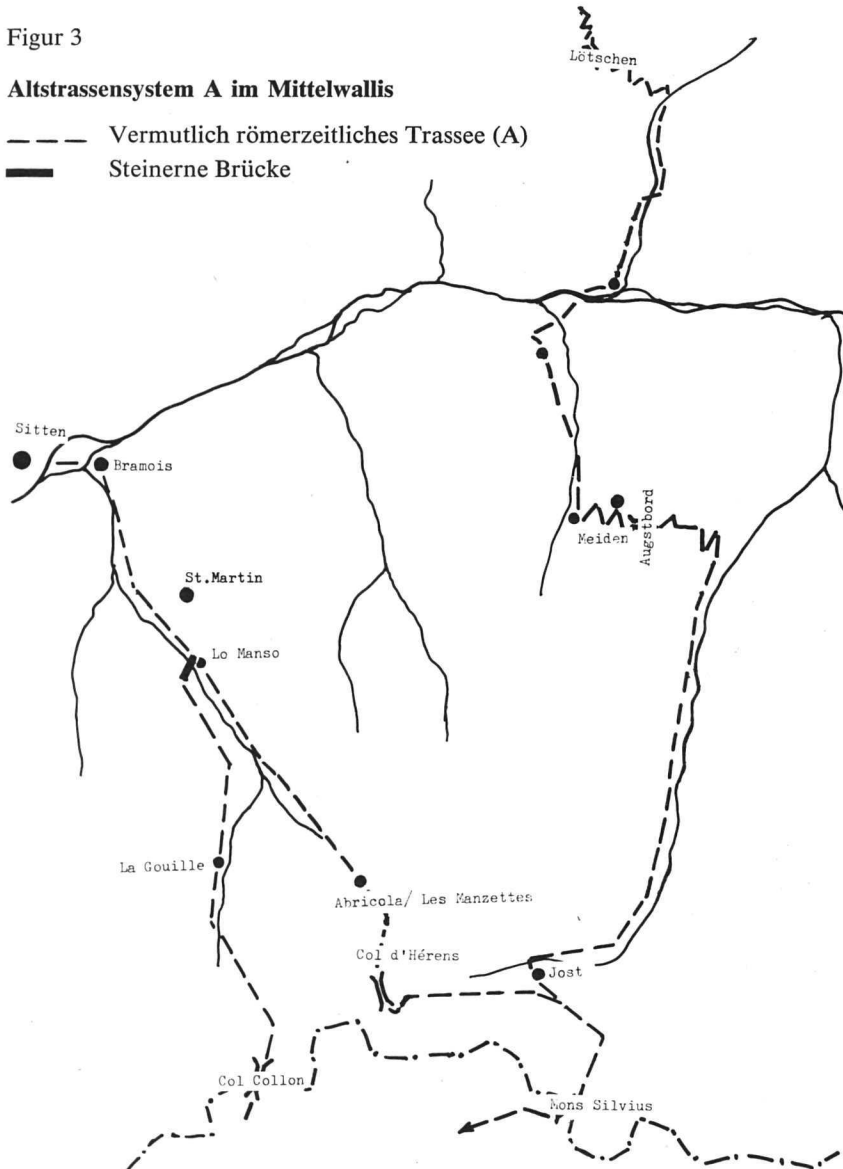 Figur 3
Altstrassensystem A im Mittelwallis
Vermutlich römerzeitliches Trassee (A)
Steinerne Brücke
Lötschen
Sitten
Bramois
Meiden
Augstbord
St.Martin
Lo Manso
La Gouille
Abricola/ Les Manzettes
Col d'Hérens
Jost
Col Collon
Mons Silvius